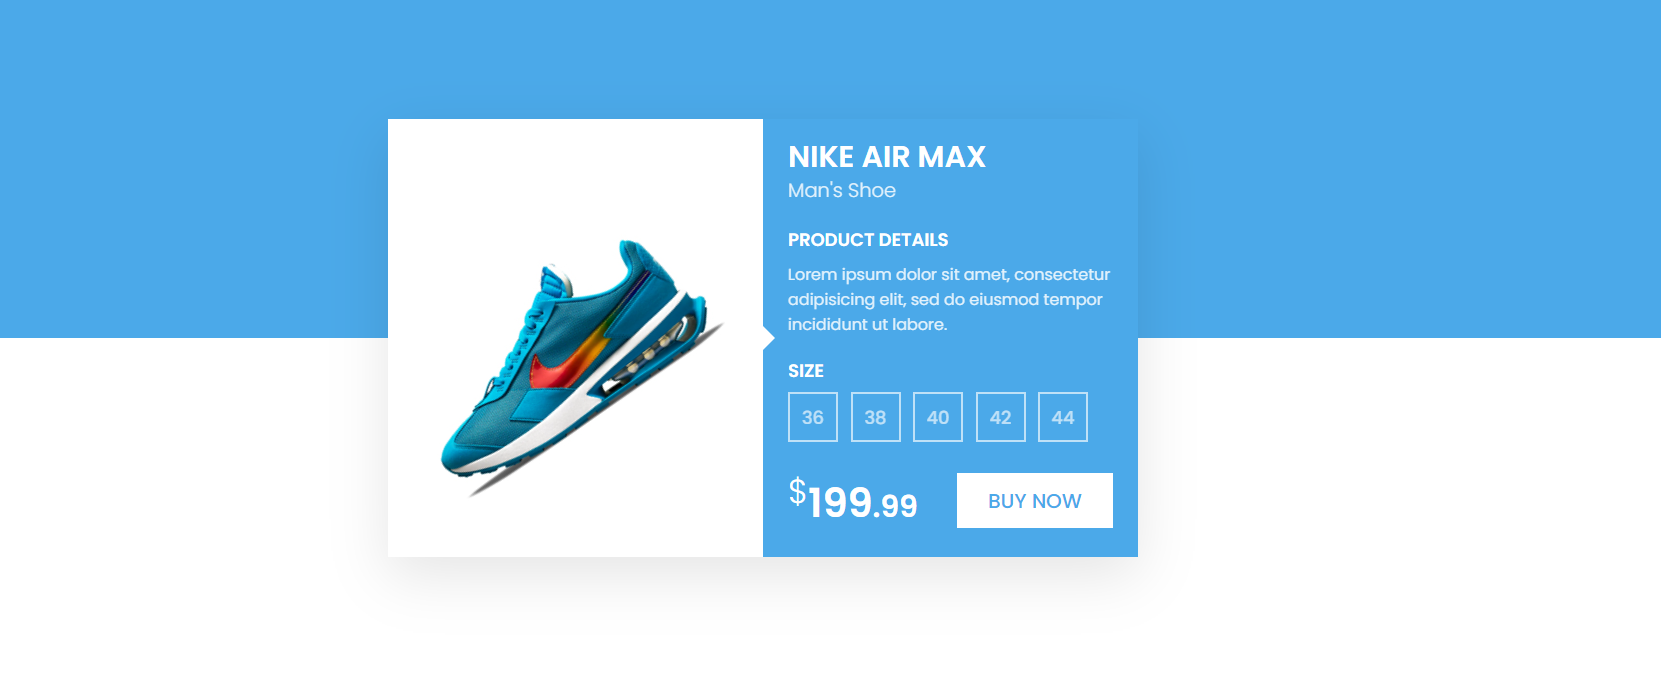 NIKE AIR MAX
Man's Shoe
PRODUCT DETAILS
Lorem ipsum dolor sit amet, consectetur
adipisicing elit, sed do eiusmod tempor
incididunt ut labore.
SIZE
36 38 40 42 44
$199.99 BUY NOW